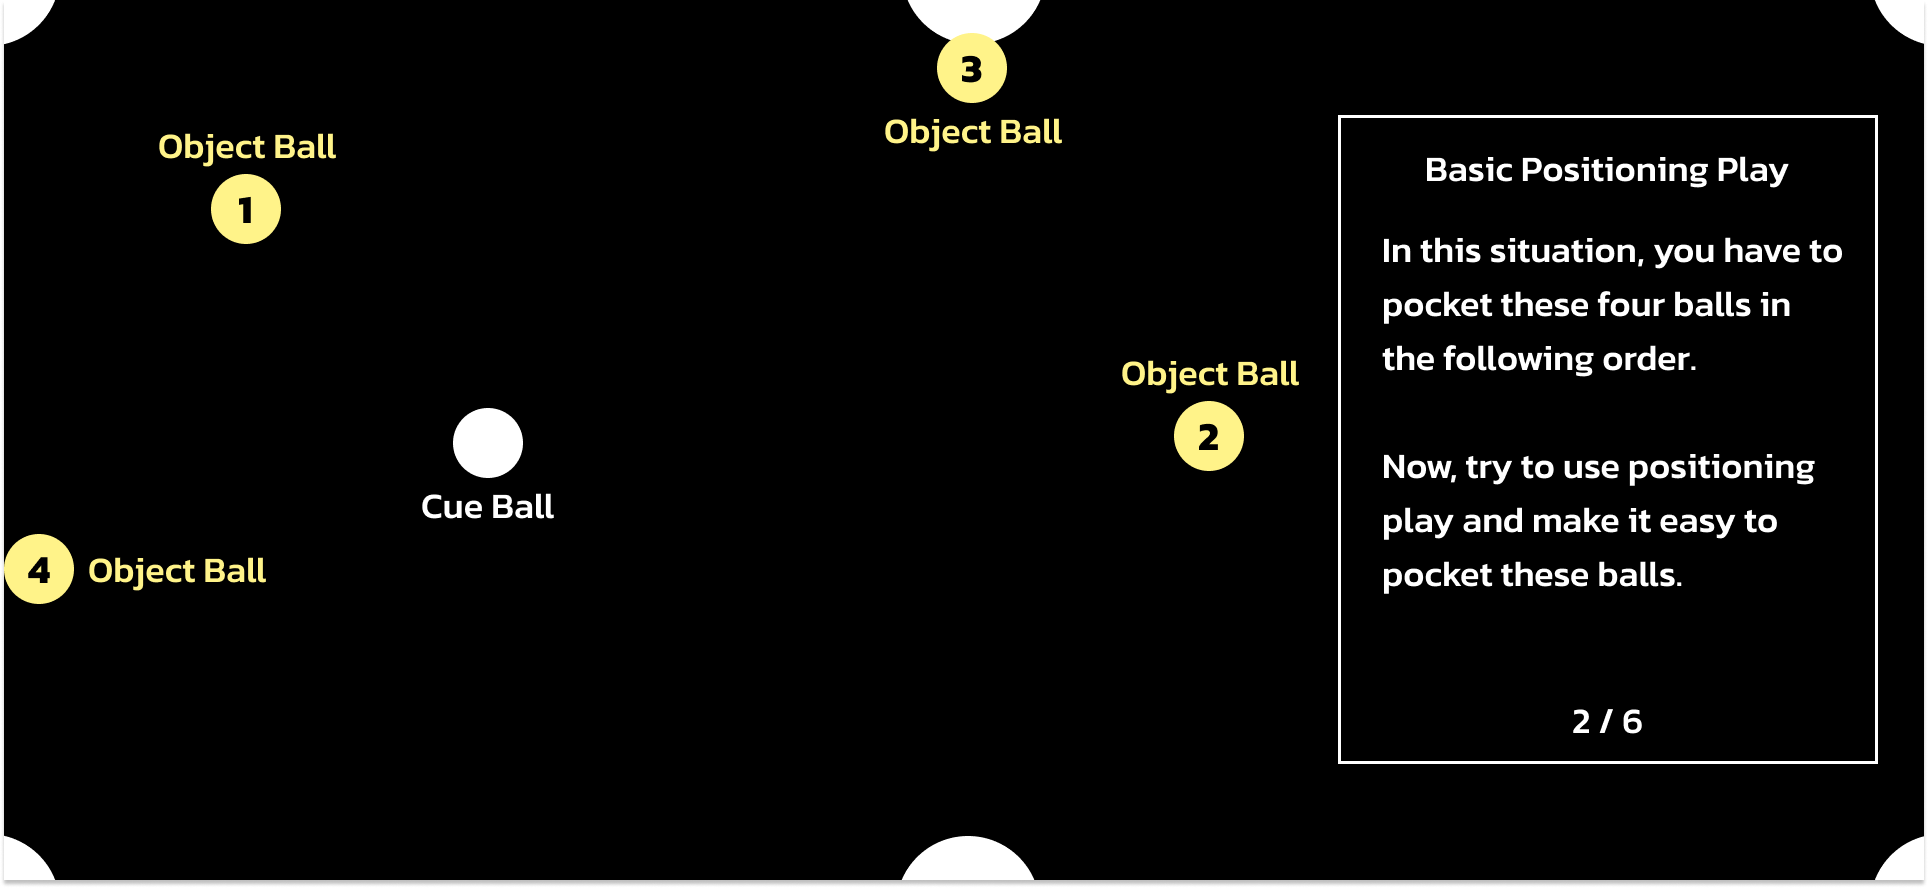 3
Object Ball
Object Ball
1
Object Ball
2
Cue Ball
4
Object Ball
Basic Positioning Play
In this situation, you have to
pocket these four balls in
the following order.
Now, try to use positioning
play and make it easy to
pocket these balls.
2 / 6